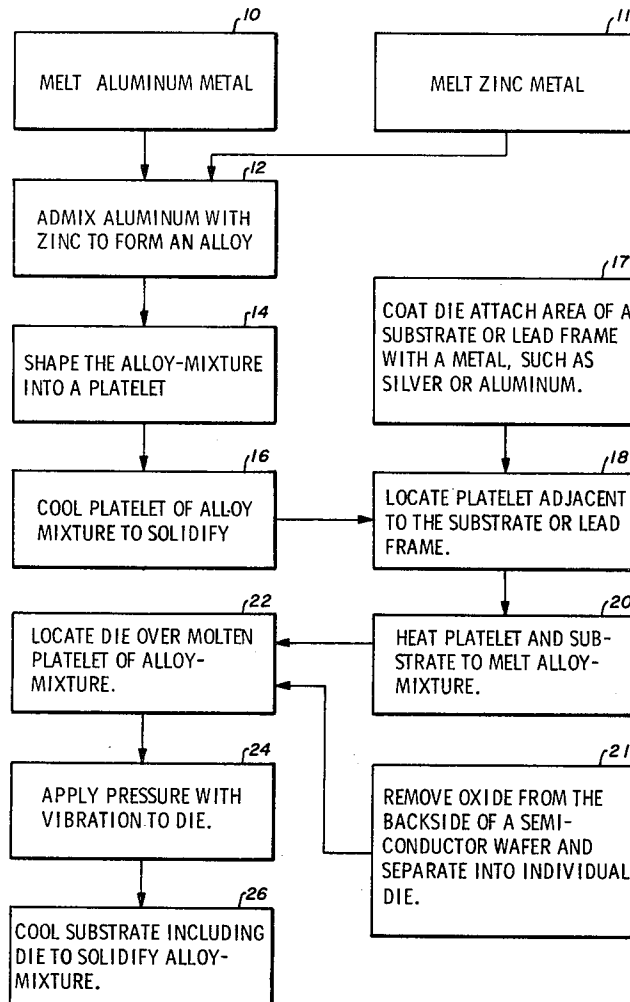 10
MELT ALUMINUM METAL
11
MELT ZINC METAL
12
ADMIX ALUMINUM WITH
ZINC TO FORM AN ALLOY
14
SHAPE THE ALLOY-MIXTURE
INTO A PLATELET
17
COAT DIE ATTACH AREA OF A
SUBSTRATE OR LEAD FRAME
WITH A METAL, SUCH AS
SILVER OR ALUMINUM.
16
COOL PLATELET OF ALLOY
MIXTURE TO SOLIDIFY
18
LOCATE PLATELET ADJACENT
TO THE SUBSTRATE OR LEAD
FRAME.
20
HEAT PLATELET AND SUB-
STRATE TO MELT ALLOY-
MIXTURE.
22
LOCATE DIE OVER MOLTEN
PLATELET OF ALLOY-
MIXTURE.
21
REMOVE OXIDE FROM THE
BACKSIDE OF A SEMI-
CONDUCTOR WAFER AND
SEPARATE INTO INDIVIDUAL
DIE.
24
APPLY PRESSURE WITH
VIBRATION TO DIE.
26
COOL SUBSTRATE INCLUDING
DIE TO SOLIDIFY ALLOY-
MIXTURE.